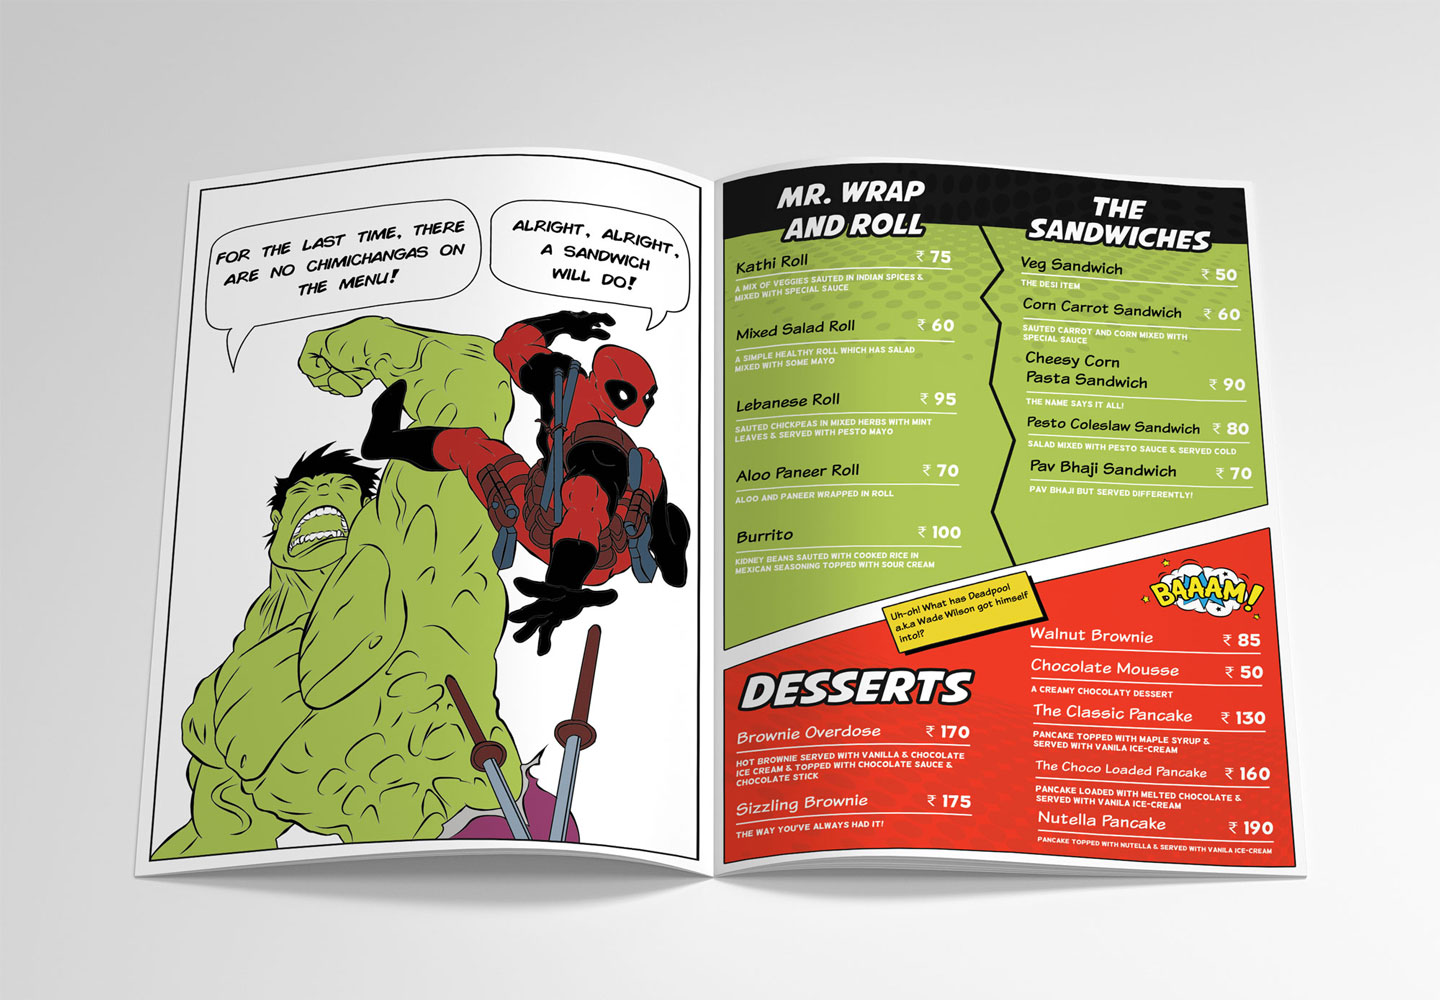 FOR THE LAST TIME, THERE
ARE NO CHIMICHANGAS ON
THE MENU!
ALRIGHT, ALRIGHT,
A SANDWICH
WILL DO!
MR. WRAP
AND ROLL
Kathi Roll ₹ 75
A MIX OF VEGGIES SAUTED IN INDIAN SPICES &
MIXED WITH SPECIAL SAUCE
Mixed Salad Roll ₹ 60
A SIMPLE HEALTHY ROLL WHICH HAS SALAD
MIXED WITH SOME MAYO
Lebanese Roll ₹ 95
SAUTED CHICKPEAS IN MIXED HERBS WITH MINT
LEAVES & SERVED WITH PESTO MAYO
Aloo Paneer Roll ₹ 70
ALOO AND PANEER WRAPPED IN ROLL
Burrito ₹ 100
KIDNEY BEANS SAUTED WITH COOKED RICE IN
MEXICAN SEASONING TOPPED WITH SOUR CREAM
THE
SANDWICHES
Veg Sandwich ₹ 50
THE DESI ITEM
Corn Carrot Sandwich ₹ 60
SAUTED CARROT AND CORN MIXED WITH
SPECIAL SAUCE
Cheesy Corn
Pasta Sandwich ₹ 90
THE NAME SAYS IT ALL!
Pesto Coleslaw Sandwich ₹ 80
SALAD MIXED WITH PESTO SAUCE & SERVED COLD
Pav Bhaji Sandwich ₹ 70
PAV BHAJI BUT SERVED DIFFERENTLY!
Uh-oh! What has Deadpool
a.k.a Wade Wilson got himself
into!?
DESSERTS
Brownie Overdose ₹ 170
HOT BROWNIE SERVED WITH VANILLA & CHOCOLATE
ICE CREAM & TOPPED WITH CHOCOLATE SAUCE &
CHOCOLATE STICK
Sizzling Brownie ₹ 175
THE WAY YOU'VE ALWAYS HAD IT!
BAAAM!
Walnut Brownie ₹ 85
Chocolate Mousse ₹ 50
A CREAMY CHOCOLATY DESSERT
The Classic Pancake ₹ 130
PANCAKE TOPPED WITH MAPLE SYRUP &
SERVED WITH VANILA ICE-CREAM
The Choco Loaded Pancake ₹ 160
PANCAKE LOADED WITH MELTED CHOCOLATE &
SERVED WITH VANILA ICE-CREAM
Nutella Pancake ₹ 190
PANCAKE TOPPED WITH NUTELLA & SERVED WITH VANILA ICE-CREAM